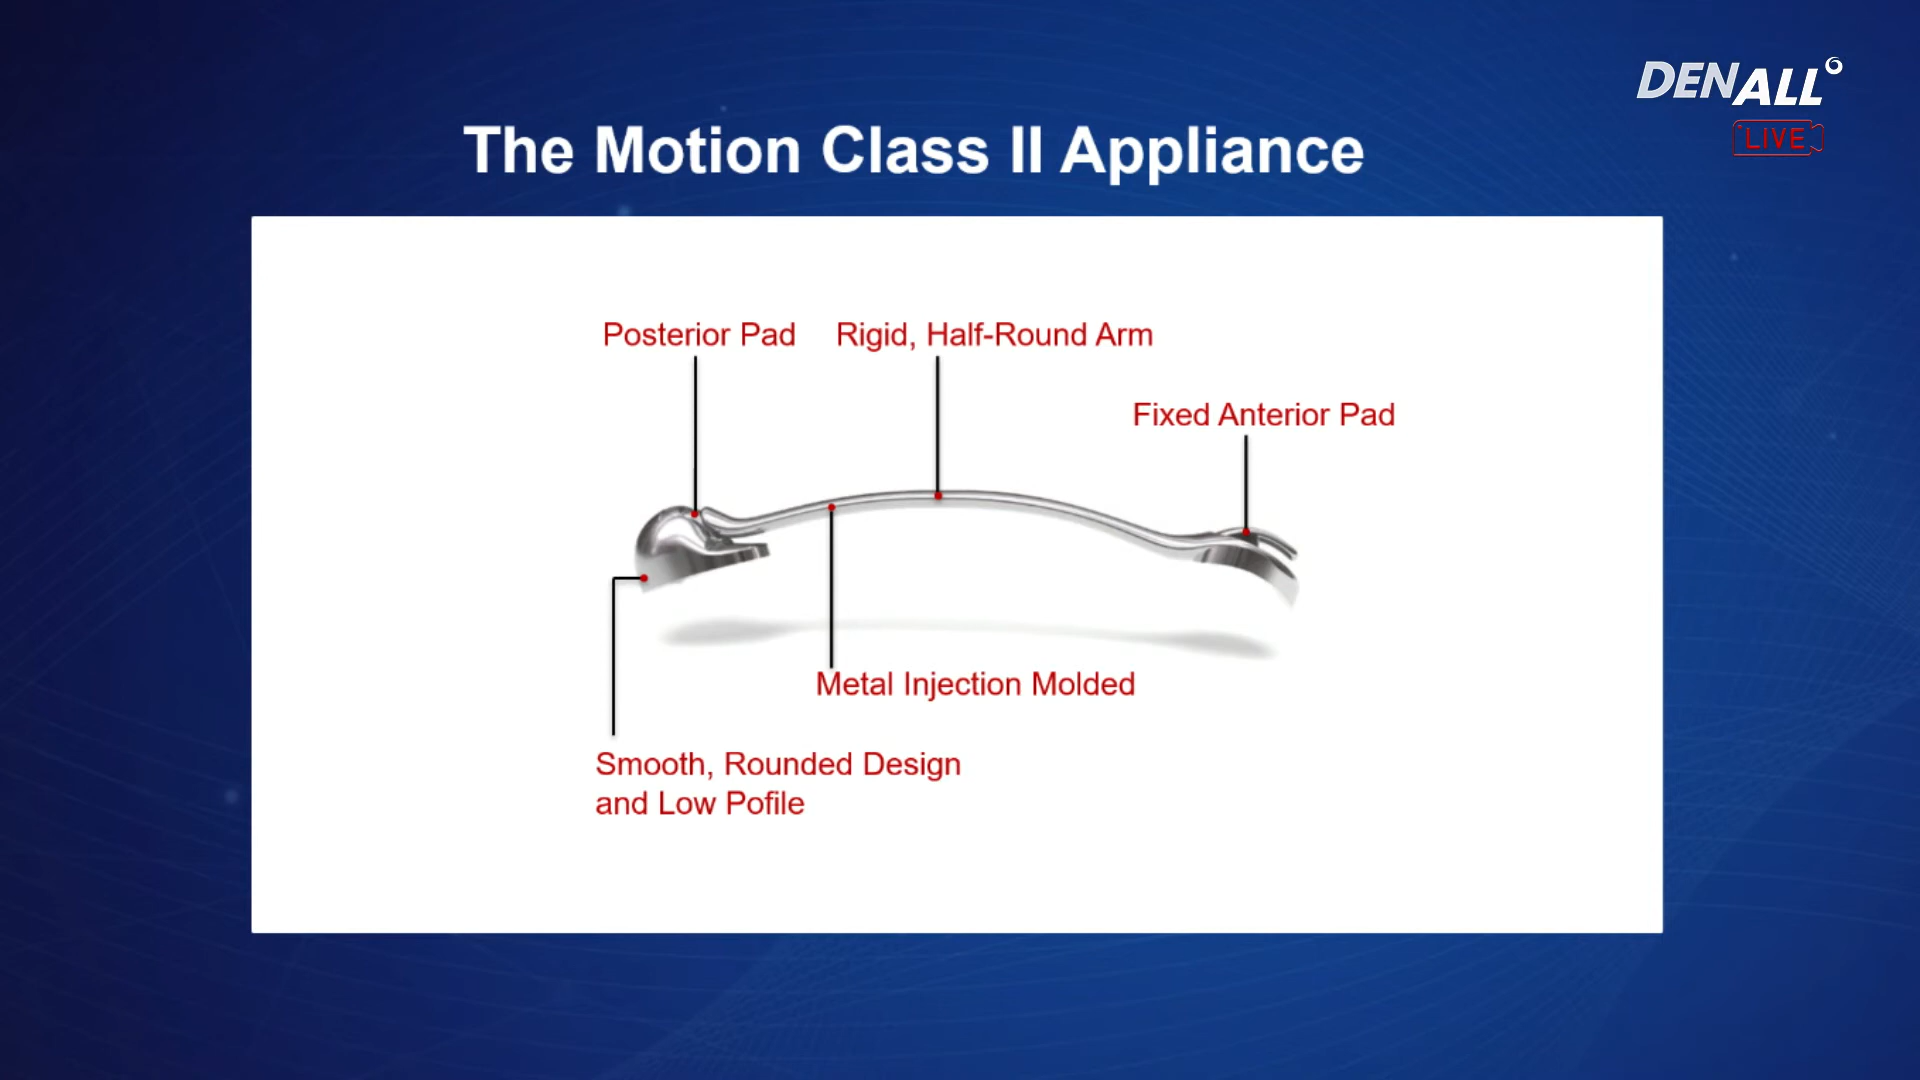 DENALL
LIVE
The Motion Class II Appliance
Posterior Pad
Rigid, Half-Round Arm
Fixed Anterior Pad
Metal Injection Molded
Smooth, Rounded Design
and Low Pofile